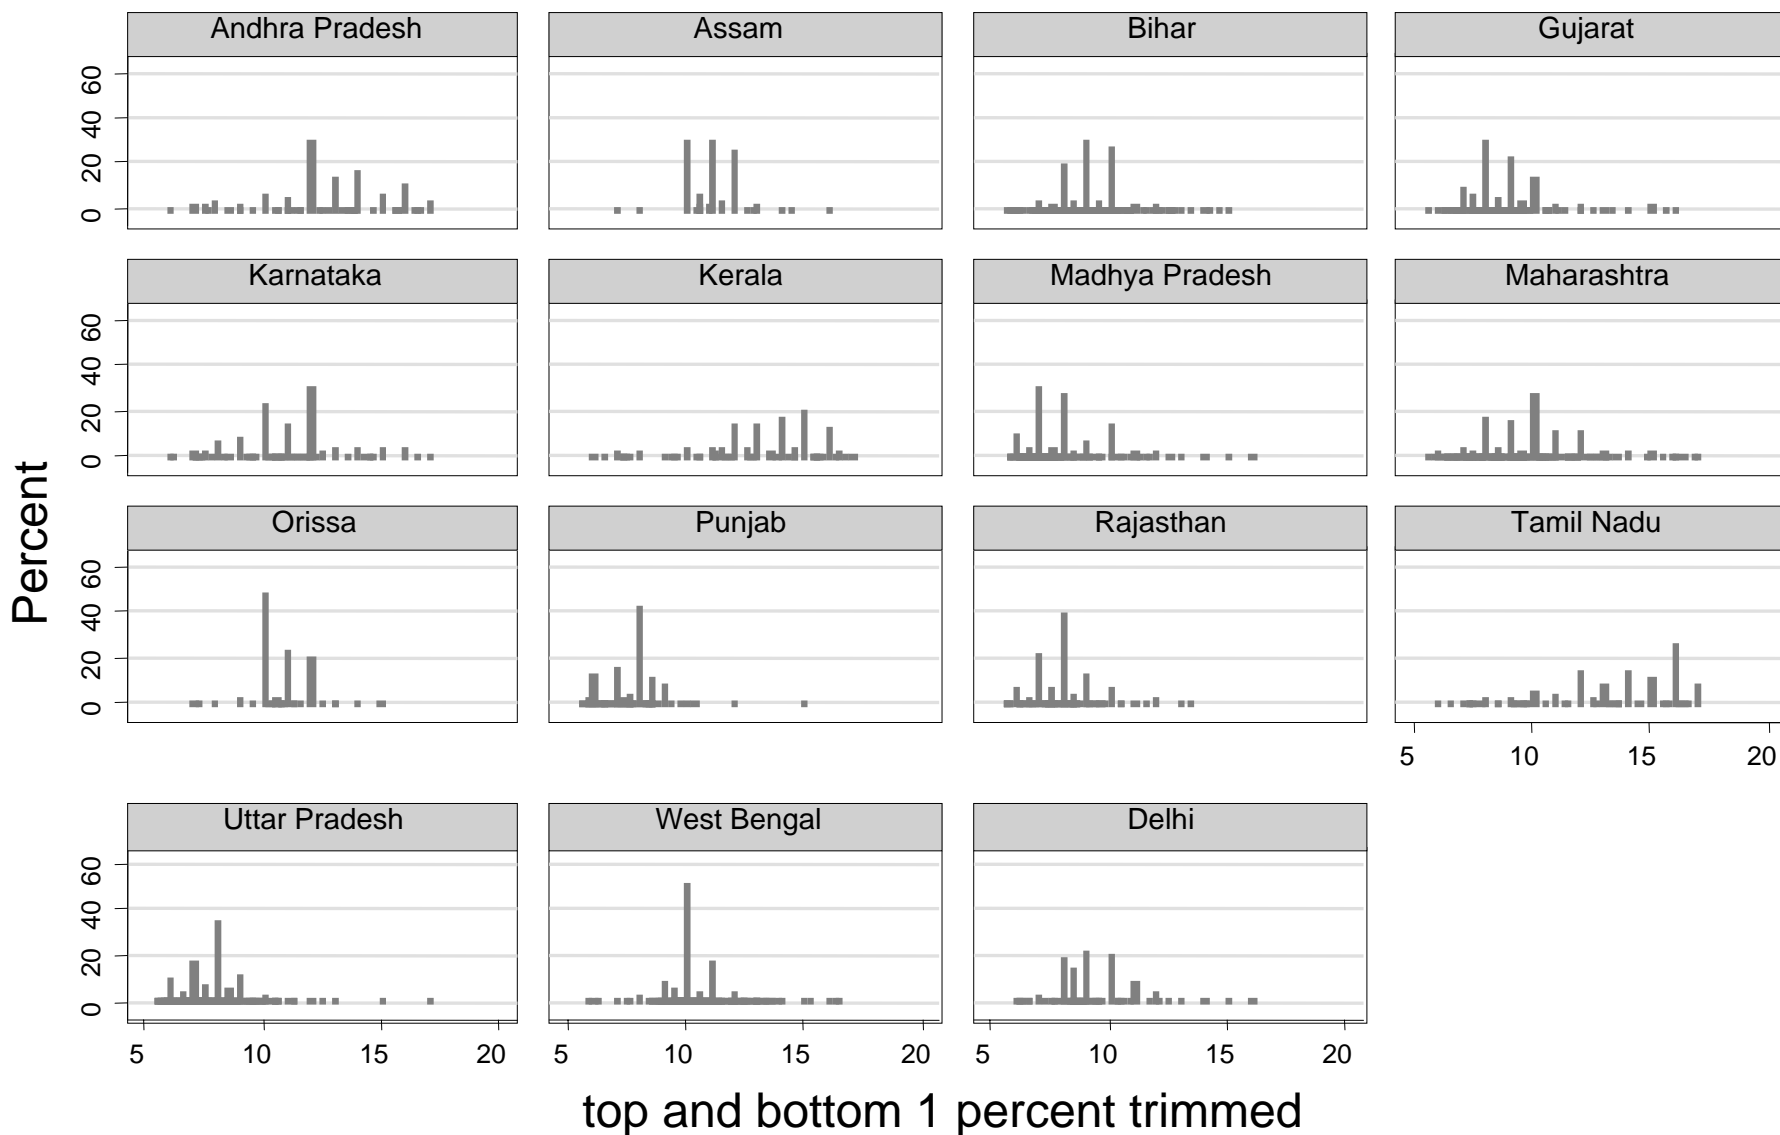 Andhra Pradesh Assam Bihar Gujarat
60
40
20
0
Karnataka Kerala Madhya Pradesh Maharashtra
60
40
20
0
Orissa Punjab Rajasthan Tamil Nadu
60
40
20
0
5 10 15 20
Uttar Pradesh West Bengal Delhi
60
40
20
0
5 10 15 20 5 10 15 20 5 10 15 20
Percent
top and bottom 1 percent trimmed